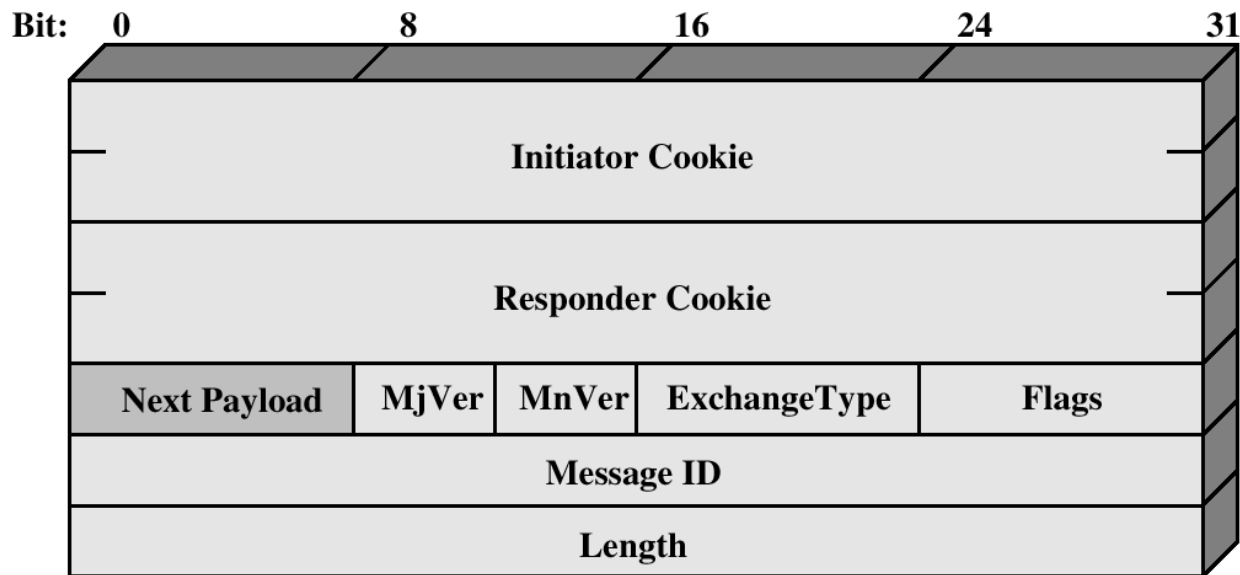 Bit: 0 8 16 24 31
Initiator Cookie
Responder Cookie
Next Payload MjVer MnVer ExchangeType Flags
Message ID
Length